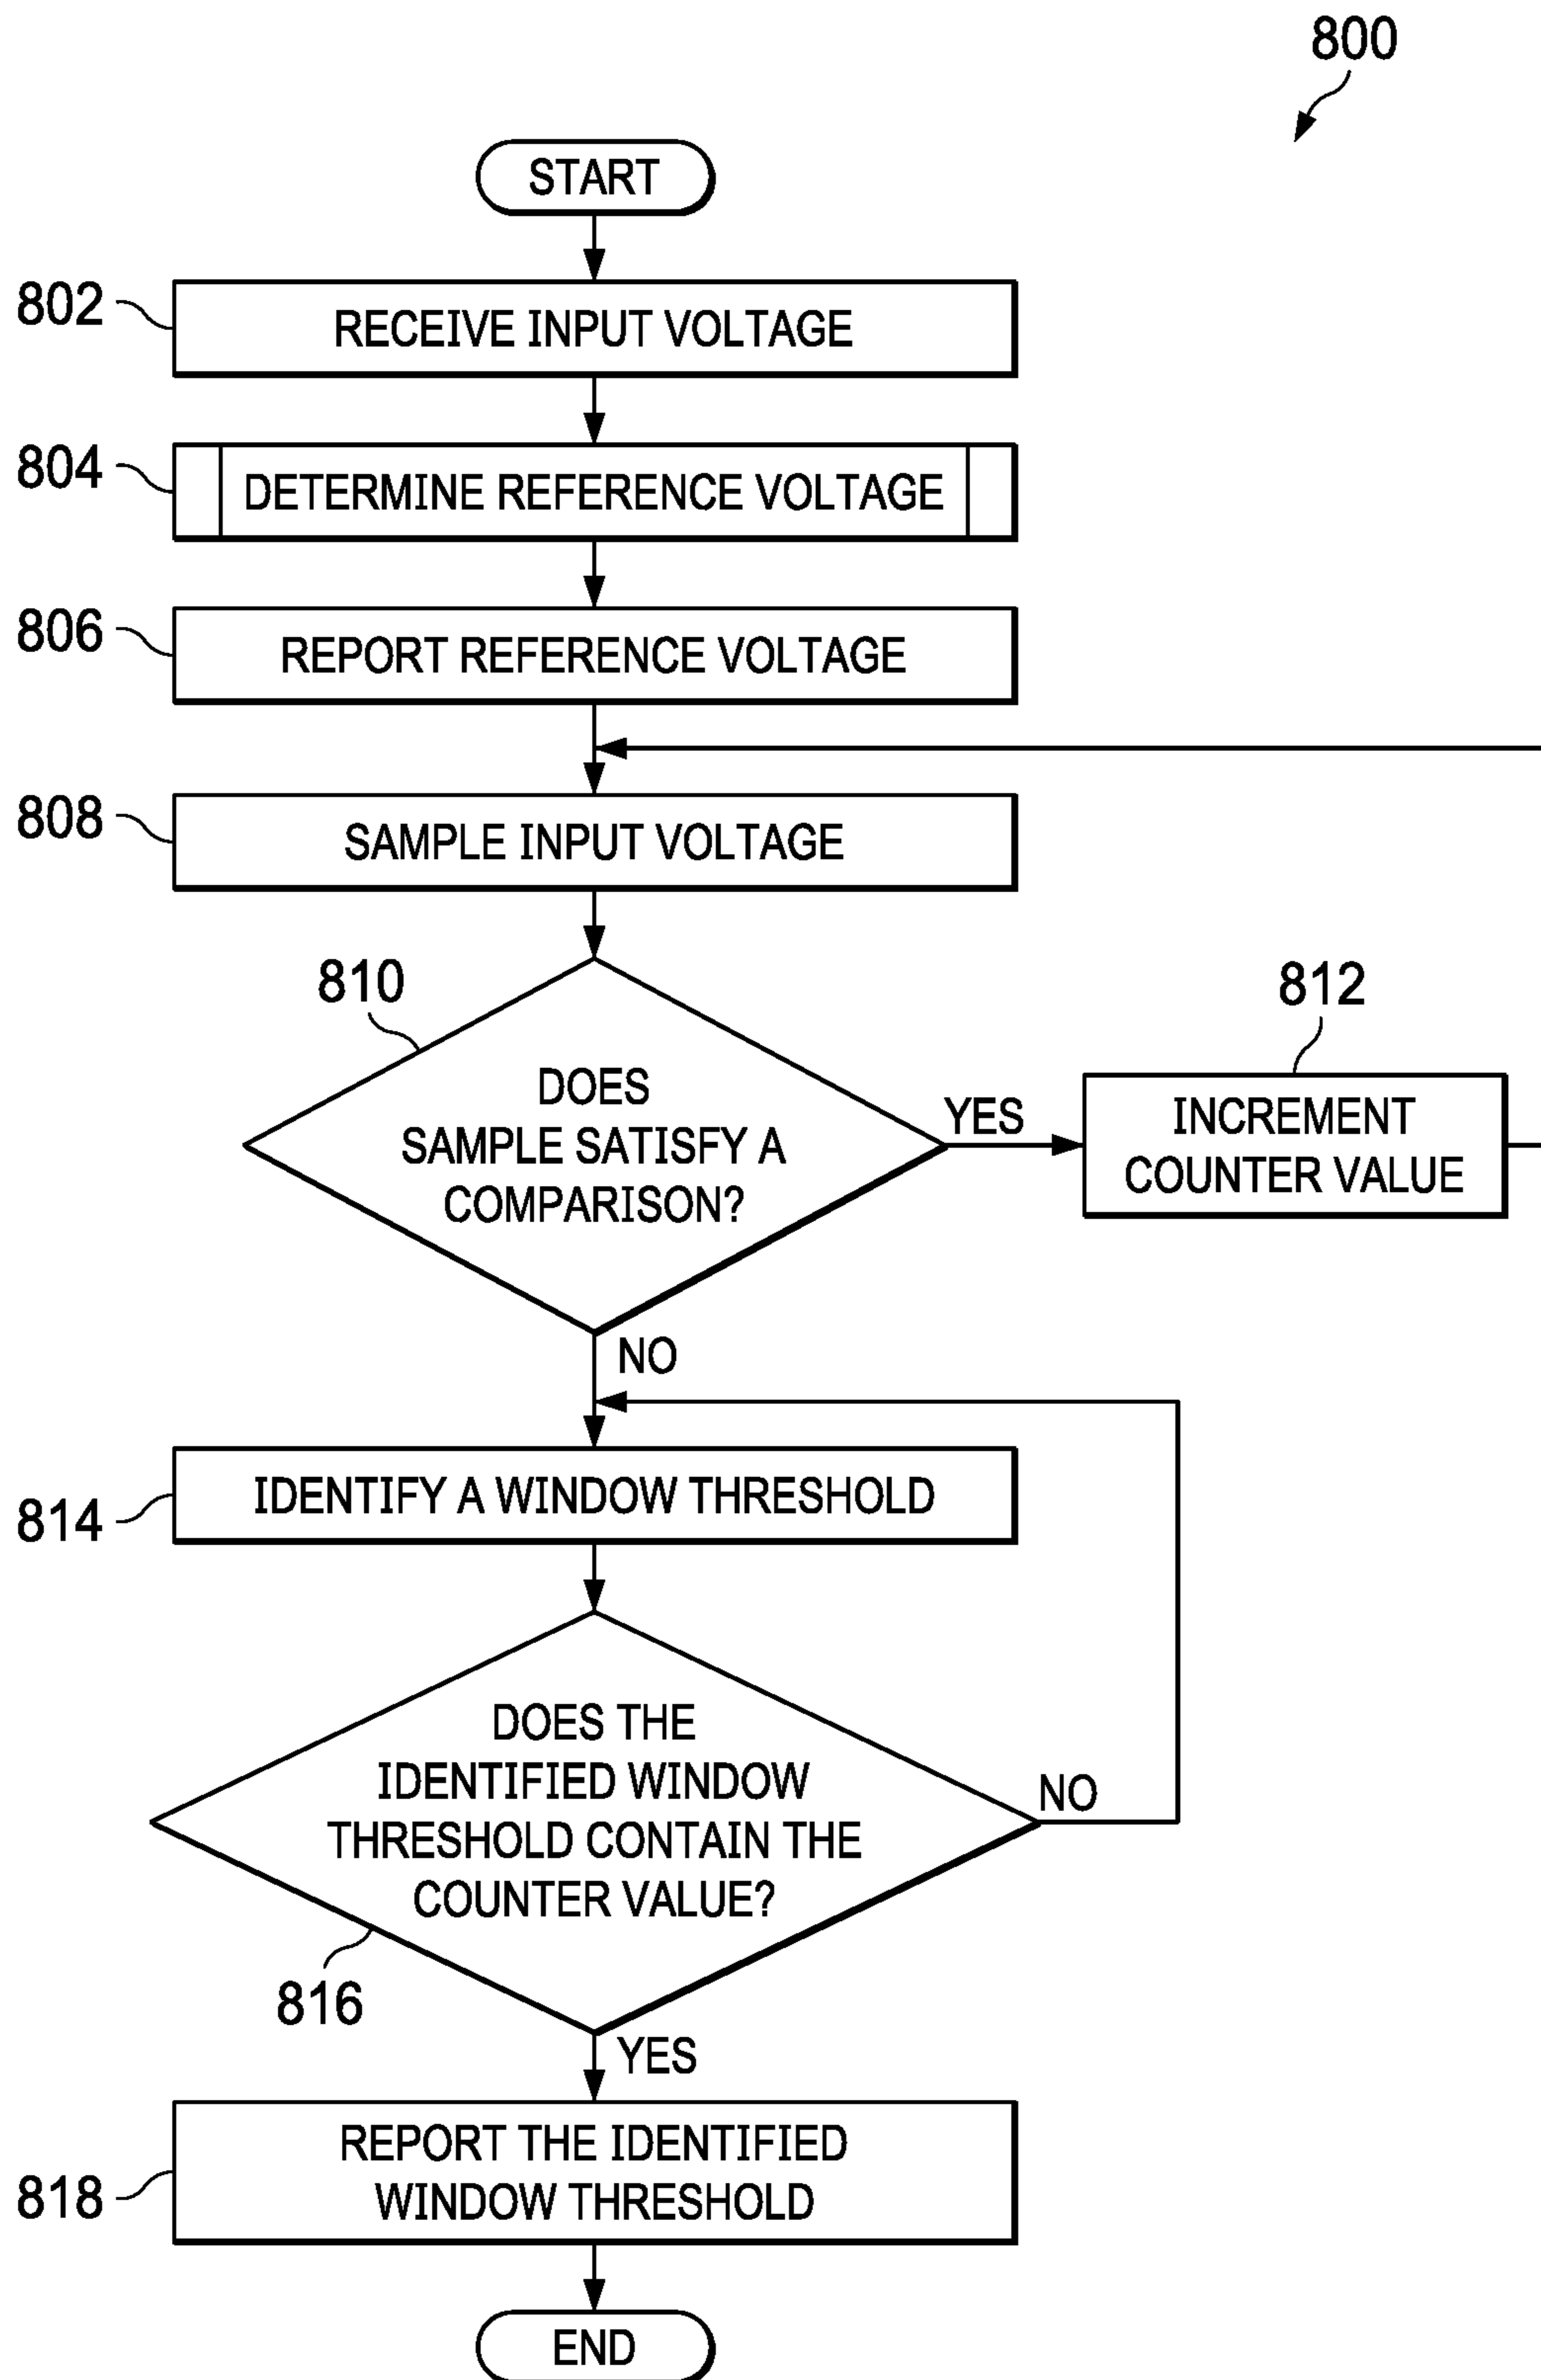 800
START
802
RECEIVE INPUT VOLTAGE
804
DETERMINE REFERENCE VOLTAGE
806
REPORT REFERENCE VOLTAGE
808
SAMPLE INPUT VOLTAGE
810
DOES
SAMPLE SATISFY A
COMPARISON?
YES
812
INCREMENT
COUNTER VALUE
NO
814
IDENTIFY A WINDOW THRESHOLD
DOES THE
IDENTIFIED WINDOW
THRESHOLD CONTAIN THE
COUNTER VALUE?
NO
816
YES
818
REPORT THE IDENTIFIED
WINDOW THRESHOLD
END